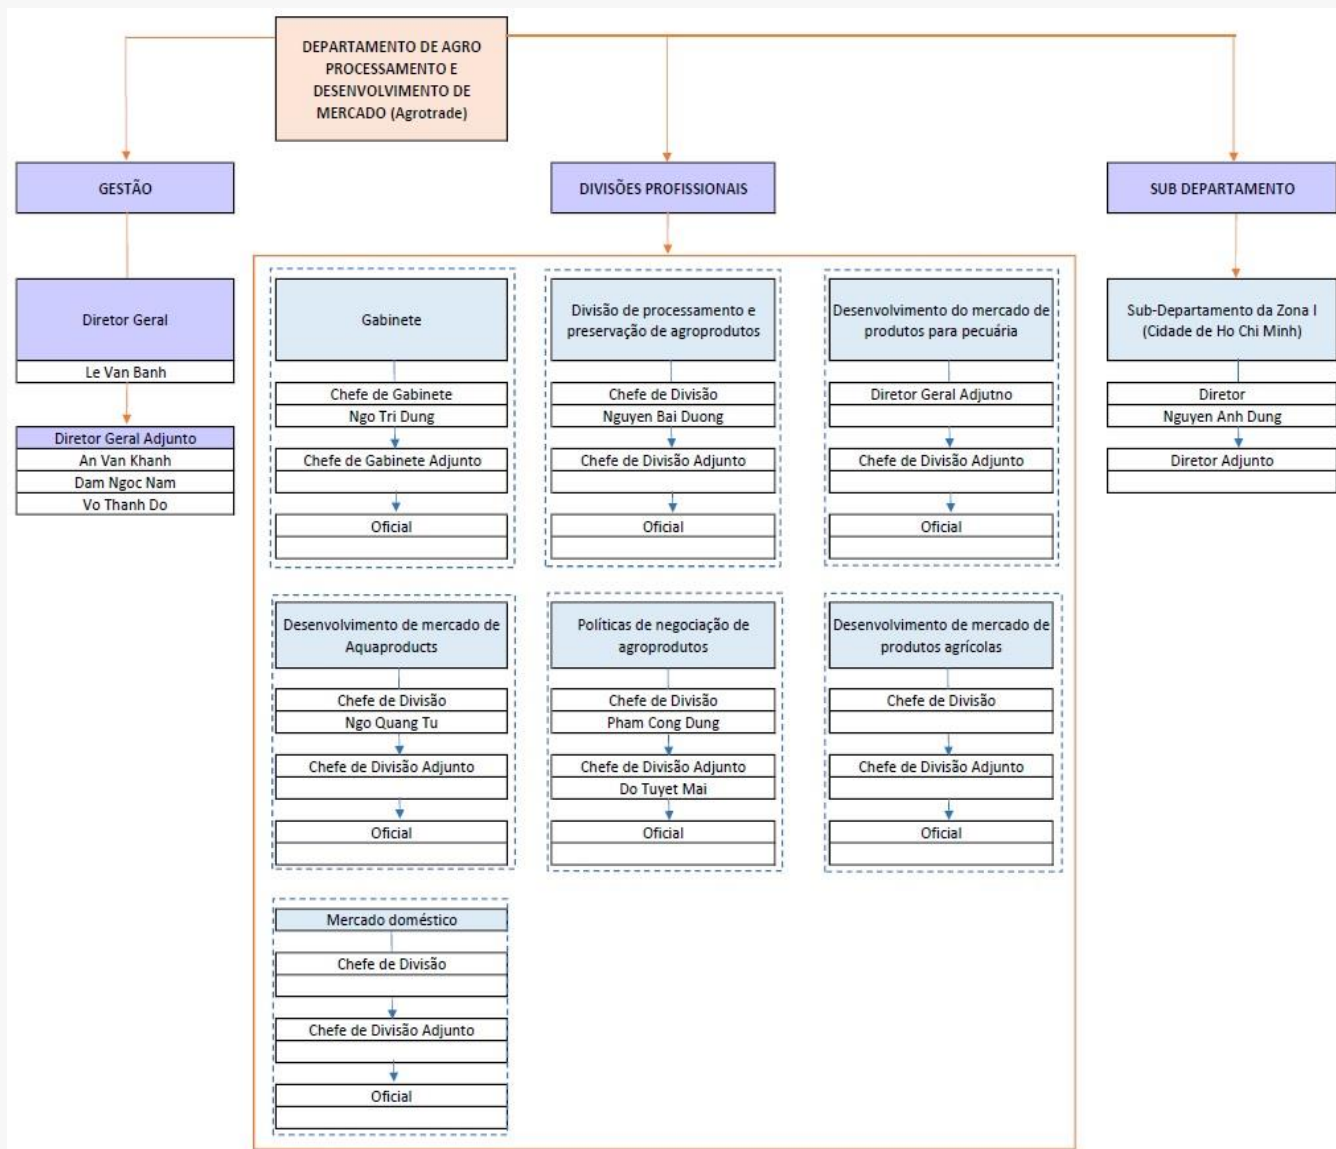 DEPARTAMENTO DE AGRO
PROCESSAMENTO E
DESENVOLVIMENTO DE
MERCADO (Agrotrade)
GESTÃO
DIVISÕES PROFISSIONAIS
SUB DEPARTAMENTO
Diretor Geral
Le Van Banh
Diretor Geral Adjunto
An Van Khanh
Dam Ngoc Nam
Vo Thanh Do
Gabinete
Chefe de Gabinete
Ngo Tri Dung
Chefe de Gabinete Adjunto
Oficial
Divisão de processamento e
preservação de agroprodutos
Chefe de Divisão
Nguyen Bai Duong
Chefe de Divisão Adjunto
Oficial
Desenvolvimento do mercado de
produtos para pecuária
Diretor Geral Adjutno
Chefe de Divisão Adjunto
Oficial
Sub-Departamento da Zona I
(Cidade de Ho Chi Minh)
Diretor
Nguyen Anh Dung
Diretor Adjunto
Desenvolvimento de mercado de
Aquaproducts
Chefe de Divisão
Ngo Quang Tu
Chefe de Divisão Adjunto
Oficial
Políticas de negociação de
agroprodutos
Chefe de Divisão
Pham Cong Dung
Chefe de Divisão Adjunto
Do Tuyet Mai
Oficial
Desenvolvimento de mercado de
produtos agrícolas
Chefe de Divisão
Chefe de Divisão Adjunto
Oficial
Mercado doméstico
Chefe de Divisão
Chefe de Divisão Adjunto
Oficial